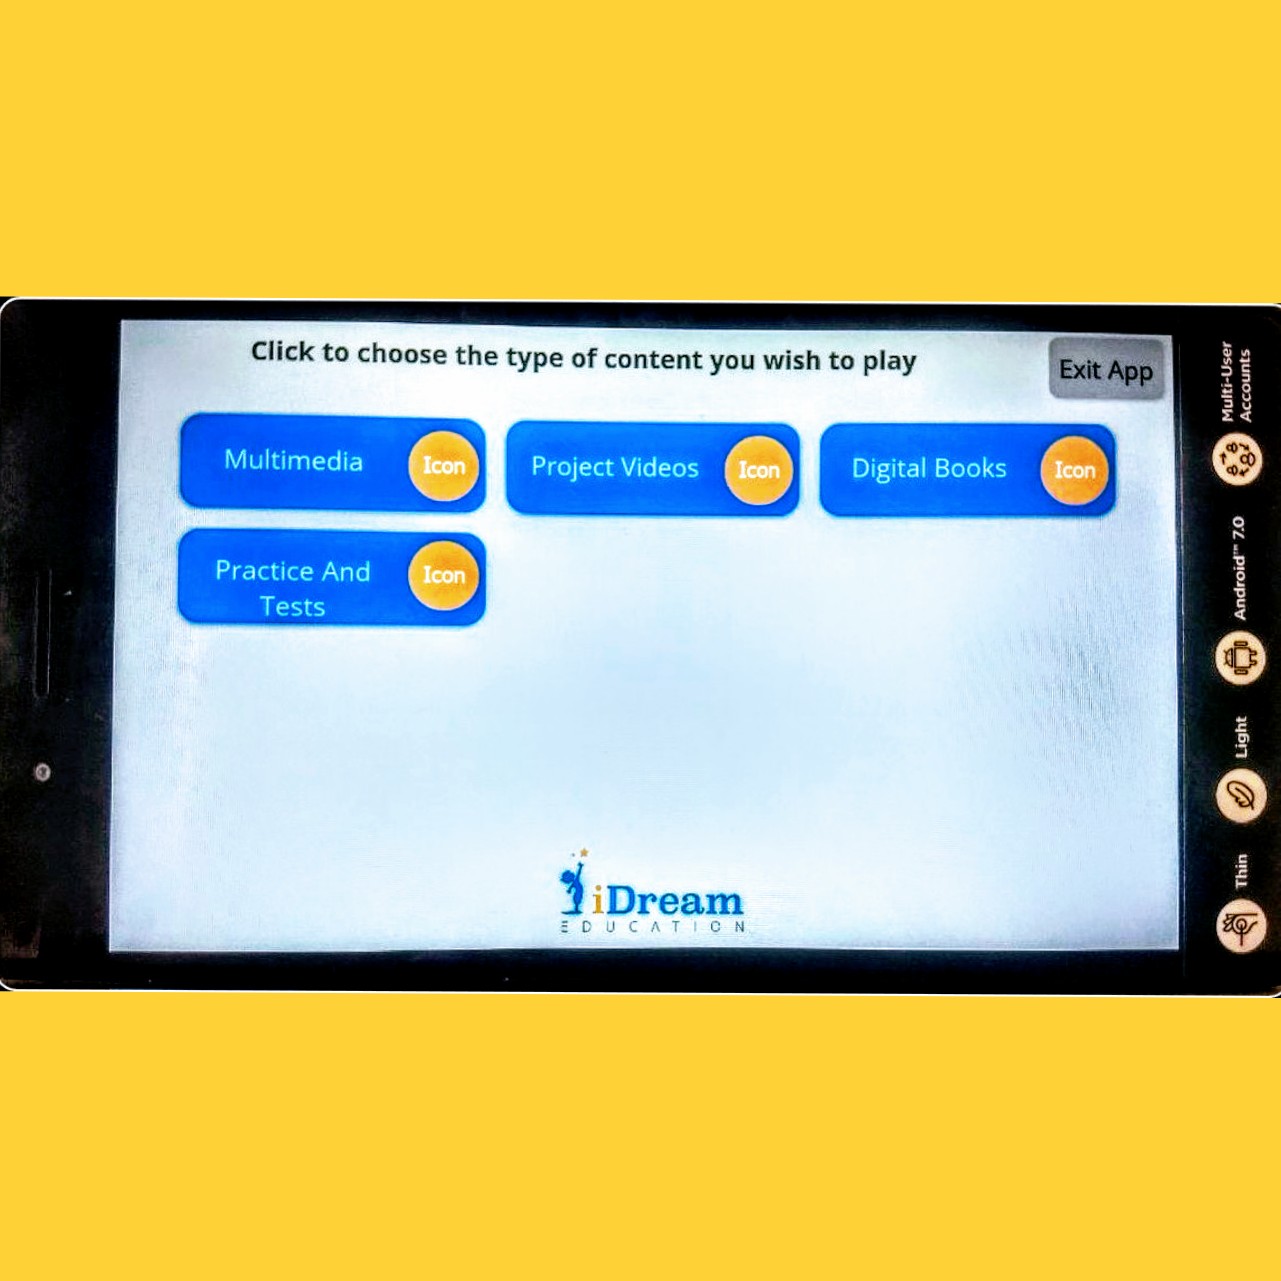 Click to choose the type of content you wish to play
Exit App
Multimedia
Icon
Project Videos
Icon
Digital Books
Icon
Practice And
Tests
Icon
iDream
EDUCATION
Multi-User
Accounts
Android™ 7.0
Light
Thin